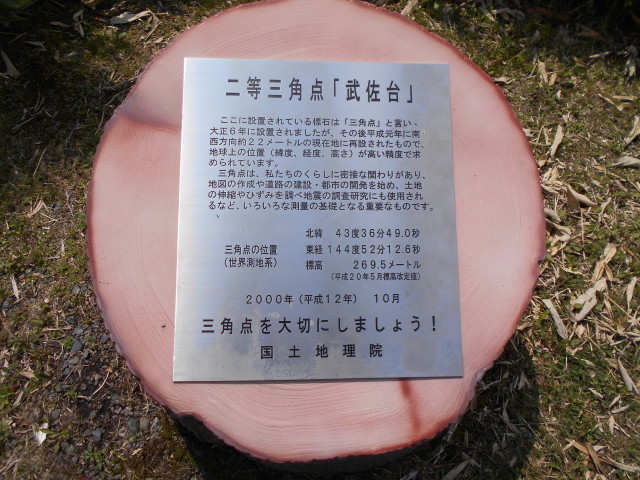 二等三角点「武佐台」
ここに設置されている標石は「三角点」と言い、
大正6年に設置されましたが、その後平成元年に南
西方向約22メートルの現在地に再設されたもので、
地球上の位置(緯度、経度、高さ)が高い精度で求
められています。
三角点は、私たちのくらしに密接な関わりがあり、
地図の作成や道路の建設・都市の開発を始め、土地
の伸縮やひずみを調べ地震の調査研究にも使用され
るなど、いろいろな測量の基礎となる重要なものです。
北緯 43度36分49.0秒
三角点の位置 東経144度52分12.6秒
(世界測地系) 標高 269.5メートル
(平成20年5月標高改定値)
2000年(平成12年) 10月
三角点を大切にしましょう!
国土地理院